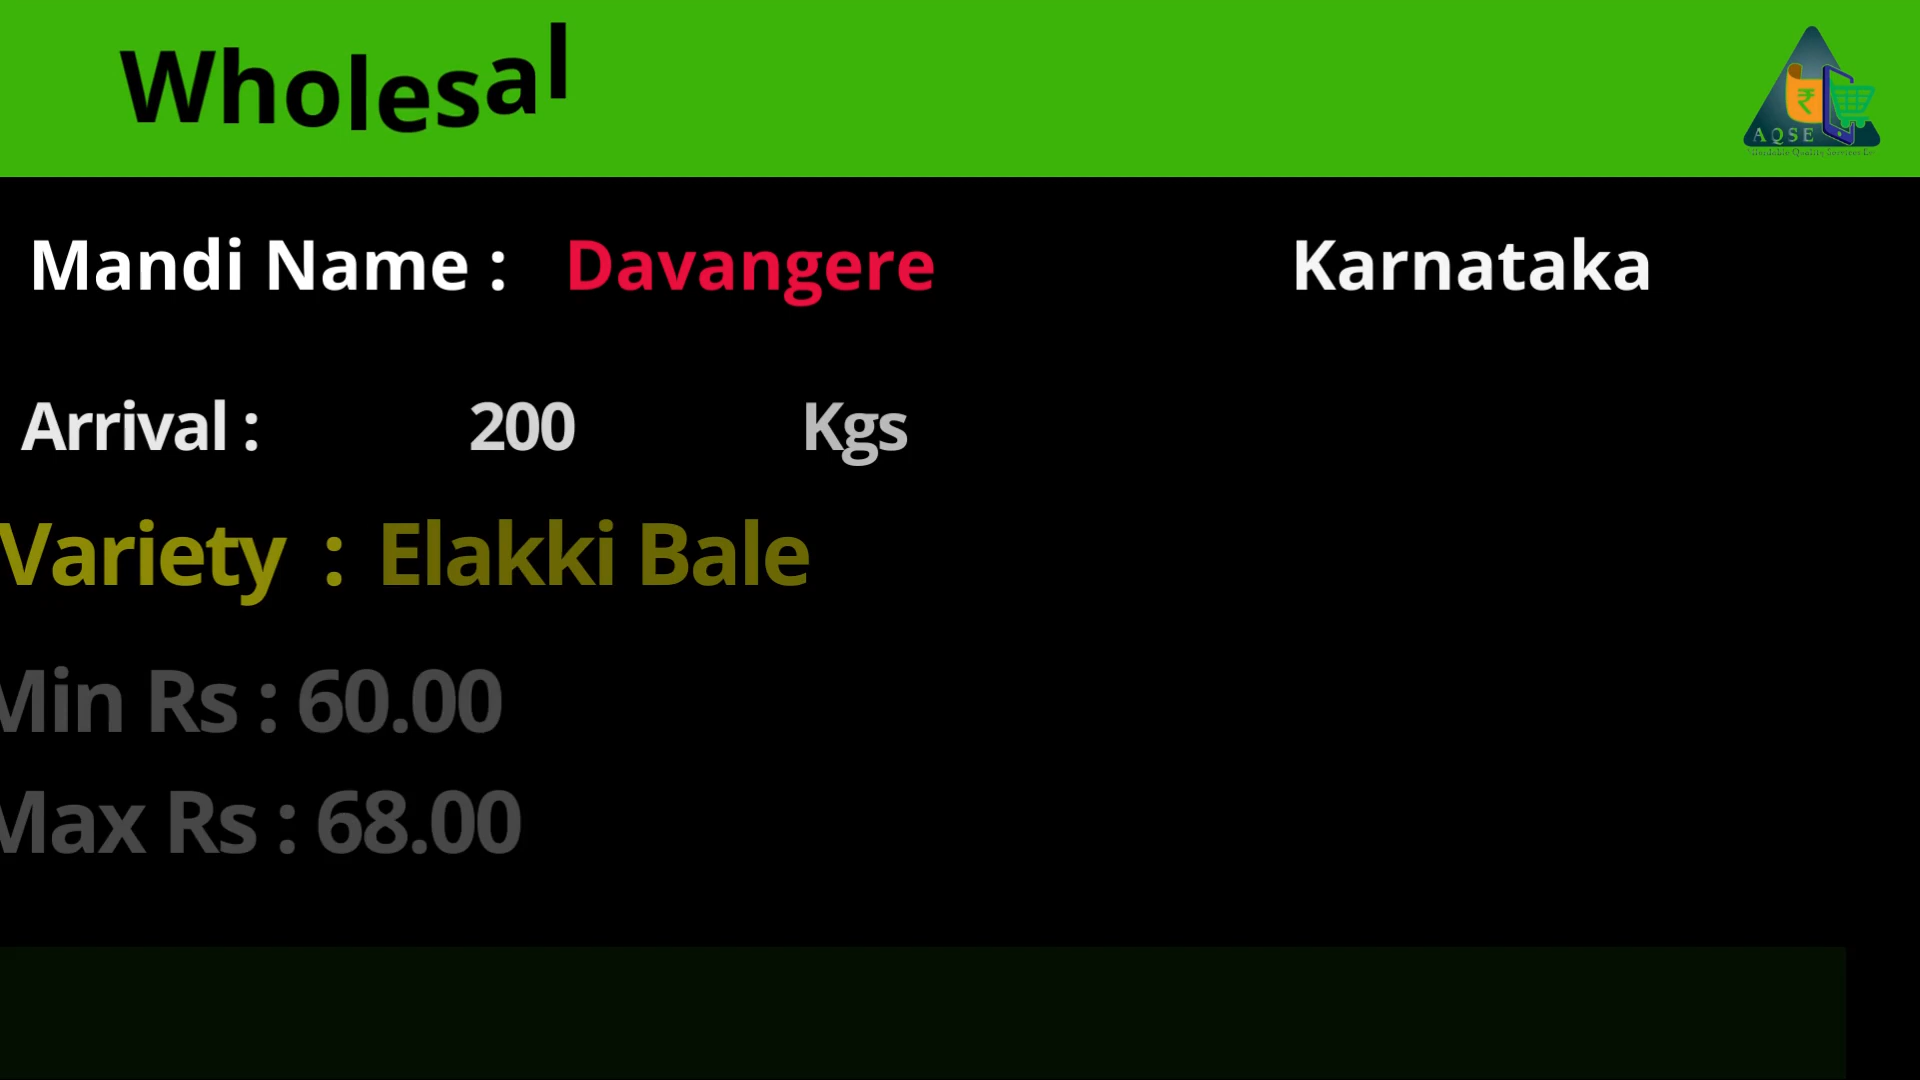 Wholesal
AQSE
Mandi Name : Davangere Karnataka
Arrival : 200 Kgs
Variety : Elakki Bale
Min Rs : 60.00
Max Rs : 68.00